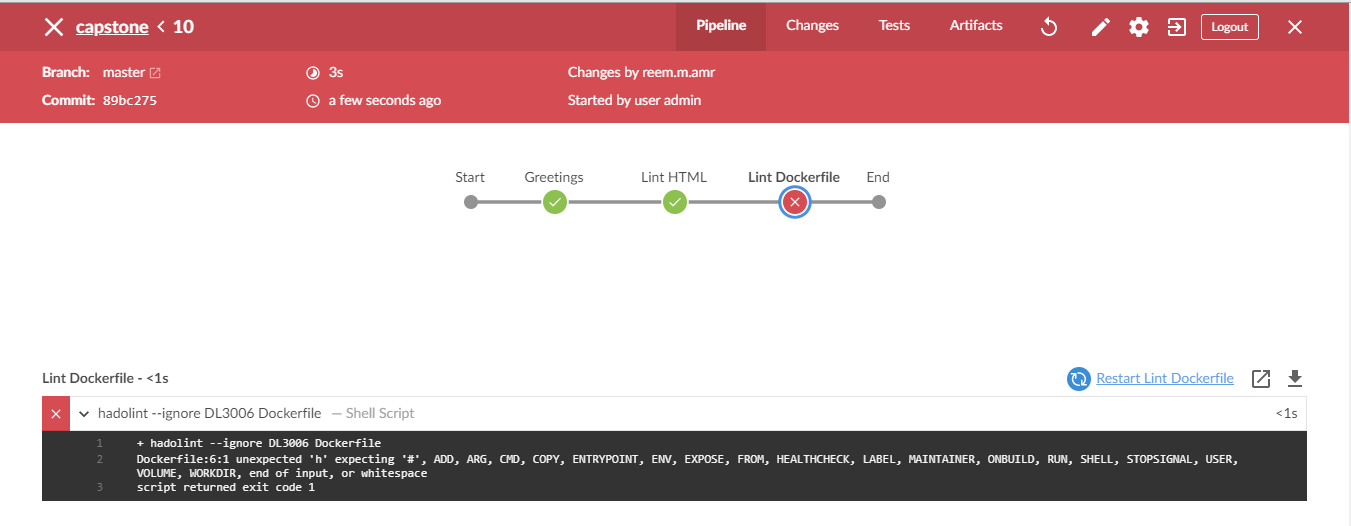 capstone < 10 Pipeline Changes Tests Artifacts Logout
Branch: master 3s Changes by reem.m.amr
Commit: 89bc275 a few seconds ago Started by user admin
Start Greetings Lint HTML Lint Dockerfile End
Lint Dockerfile - <1s Restart Lint Dockerfile
hadolint --ignore DL3006 Dockerfile — Shell Script <1s
1 + hadolint --ignore DL3006 Dockerfile
2 Dockerfile:6:1 unexpected 'h' expecting '#', ADD, ARG, CMD, COPY, ENTRYPOINT, ENV, EXPOSE, FROM, HEALTHCHECK, LABEL, MAINTAINER, ONBUILD, RUN, SHELL, STOPSIGNAL, USER,
VOLUME, WORKDIR, end of input, or whitespace
3 script returned exit code 1